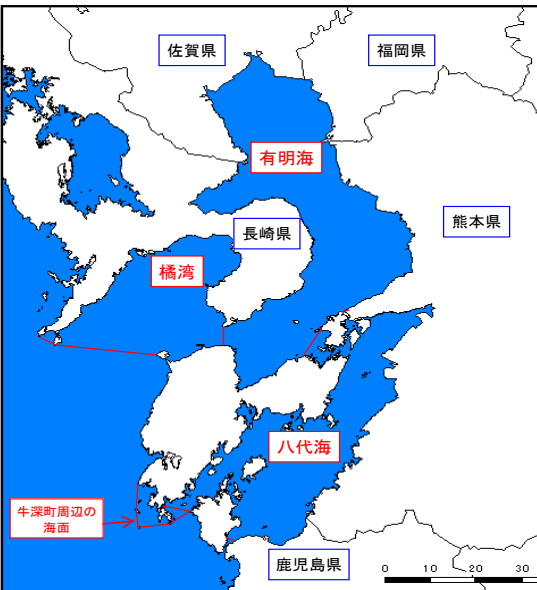 佐賀県
福岡県
有明海
長崎県
熊本県
橘湾
八代海
牛深町周辺の
海面
鹿児島県
0 10 20 30